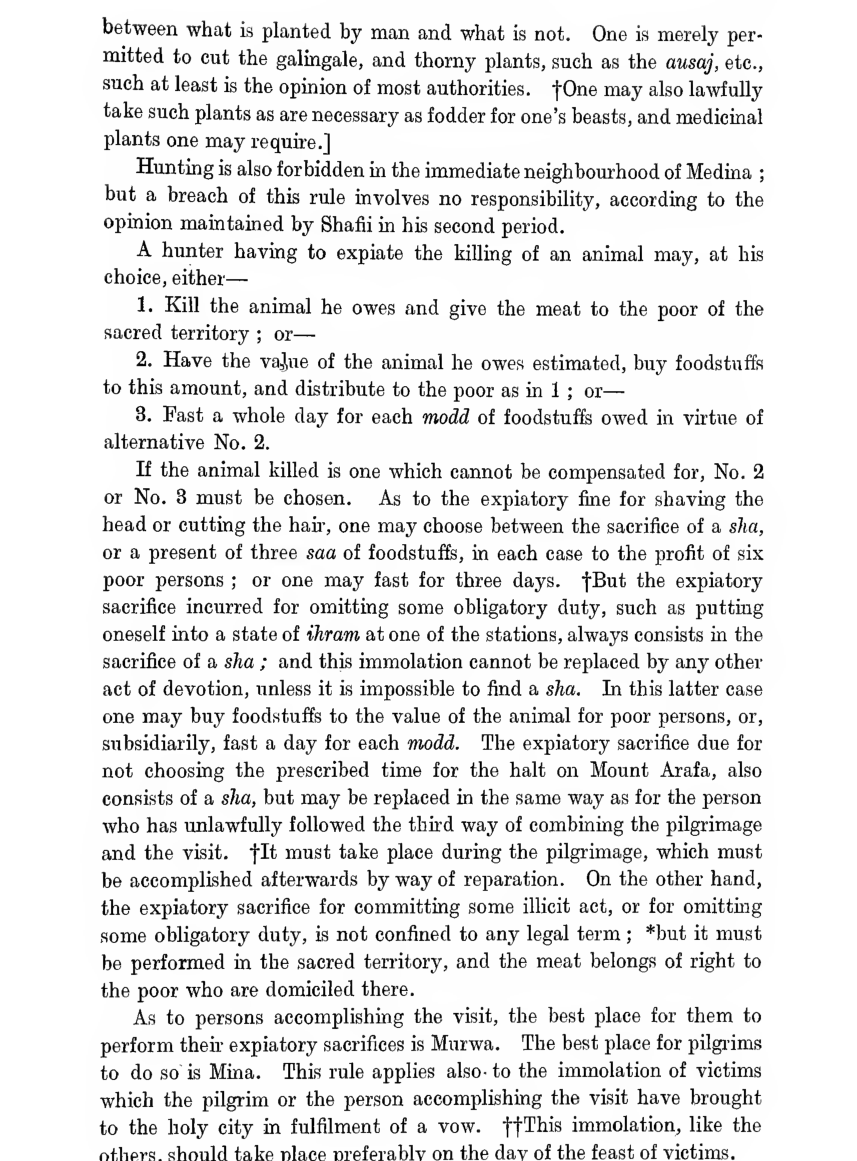 between what is planted by man and what is not. One is merely per-
mitted to cut the galingale, and thorny plants, such as the ausaj, etc.,
such at least is the opinion of most authorities. †One may also lawfully
take such plants as are necessary as fodder for one's beasts, and medicinal
plants one may require.]
Hunting is also forbidden in the immediate neighbourhood of Medina ;
but a breach of this rule involves no responsibility, according to the
opinion maintained by Shafii in his second period.
A hunter having to expiate the killing of an animal may, at his
choice, either—
1. Kill the animal he owes and give the meat to the poor of the
sacred territory ; or—
2. Have the value of the animal he owes estimated, buy foodstuffs
to this amount, and distribute to the poor as in 1 ; or—
3. Fast a whole day for each modd of foodstuffs owed in virtue of
alternative No. 2.
If the animal killed is one which cannot be compensated for, No. 2
or No. 3 must be chosen. As to the expiatory fine for shaving the
head or cutting the hair, one may choose between the sacrifice of a sha,
or a present of three saa of foodstuffs, in each case to the profit of six
poor persons ; or one may fast for three days. †But the expiatory
sacrifice incurred for omitting some obligatory duty, such as putting
oneself into a state of ihram at one of the stations, always consists in the
sacrifice of a sha ; and this immolation cannot be replaced by any other
act of devotion, unless it is impossible to find a sha. In this latter case
one may buy foodstuffs to the value of the animal for poor persons, or,
subsidiarily, fast a day for each modd. The expiatory sacrifice due for
not choosing the prescribed time for the halt on Mount Arafa, also
consists of a sha, but may be replaced in the same way as for the person
who has unlawfully followed the third way of combining the pilgrimage
and the visit. †It must take place during the pilgrimage, which must
be accomplished afterwards by way of reparation. On the other hand,
the expiatory sacrifice for committing some illicit act, or for omitting
some obligatory duty, is not confined to any legal term ; *but it must
be performed in the sacred territory, and the meat belongs of right to
the poor who are domiciled there.
As to persons accomplishing the visit, the best place for them to
perform their expiatory sacrifices is Murwa. The best place for pilgrims
to do so is Mina. This rule applies also to the immolation of victims
which the pilgrim or the person accomplishing the visit have brought
to the holy city in fulfilment of a vow. ††This immolation, like the
others, should take place preferably on the day of the feast of victims.